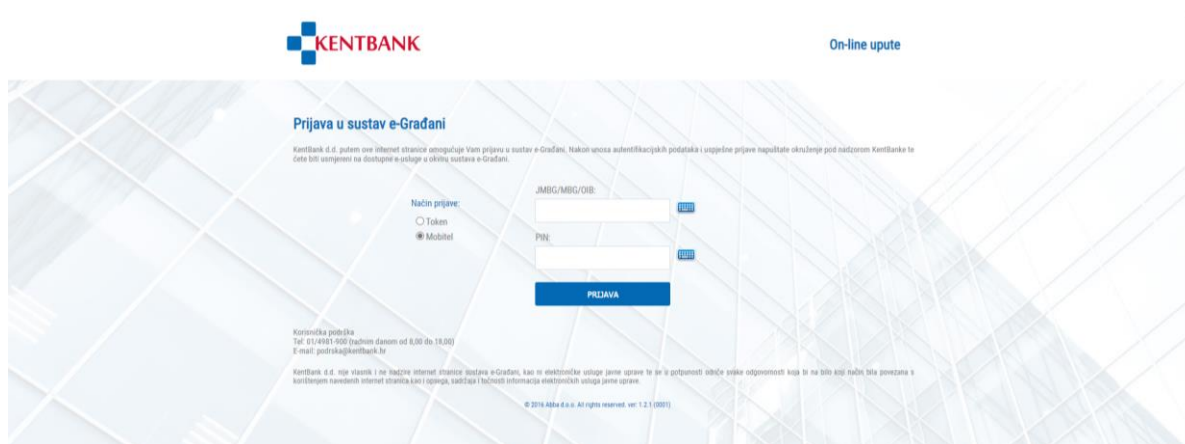 KENTBANK
On-line upute
Prijava u sustav e-Građani
KentBank d.d. putem ove internet stranice omogućuje Vam prijavu u sustav e-Građani. Nakon unosa autentifikacijskih podataka i uspješne prijave napuštate okruženje pod nadzorom KentBanke te
ćete biti usmjereni na dostupne e-usluge u okviru sustava e-Građani.
Način prijave:
Token
Mobitel
JMBG/MBG/OIB:
PIN:
PRIJAVA
Korisnička podrška
Tel: 01/4981-900 (radnim danom od 8,00 do 18,00)
E-mail: podrska@kentbank.hr
KentBank d.d. nije vlasnik i ne nadzire internet stranice sustava e-Građani, kao ni elektroničke usluge javne uprave te se u potpunosti odriče svake odgovornosti koja bi na bilo koji način bila povezana s
korištenjem navedenih internet stranica kao i opsega, sadržaja i točnosti informacija elektroničkih usluga javne uprave.
© 2016 Abba d.o.o. All rights reserved. ver: 1.2.1 (0001)